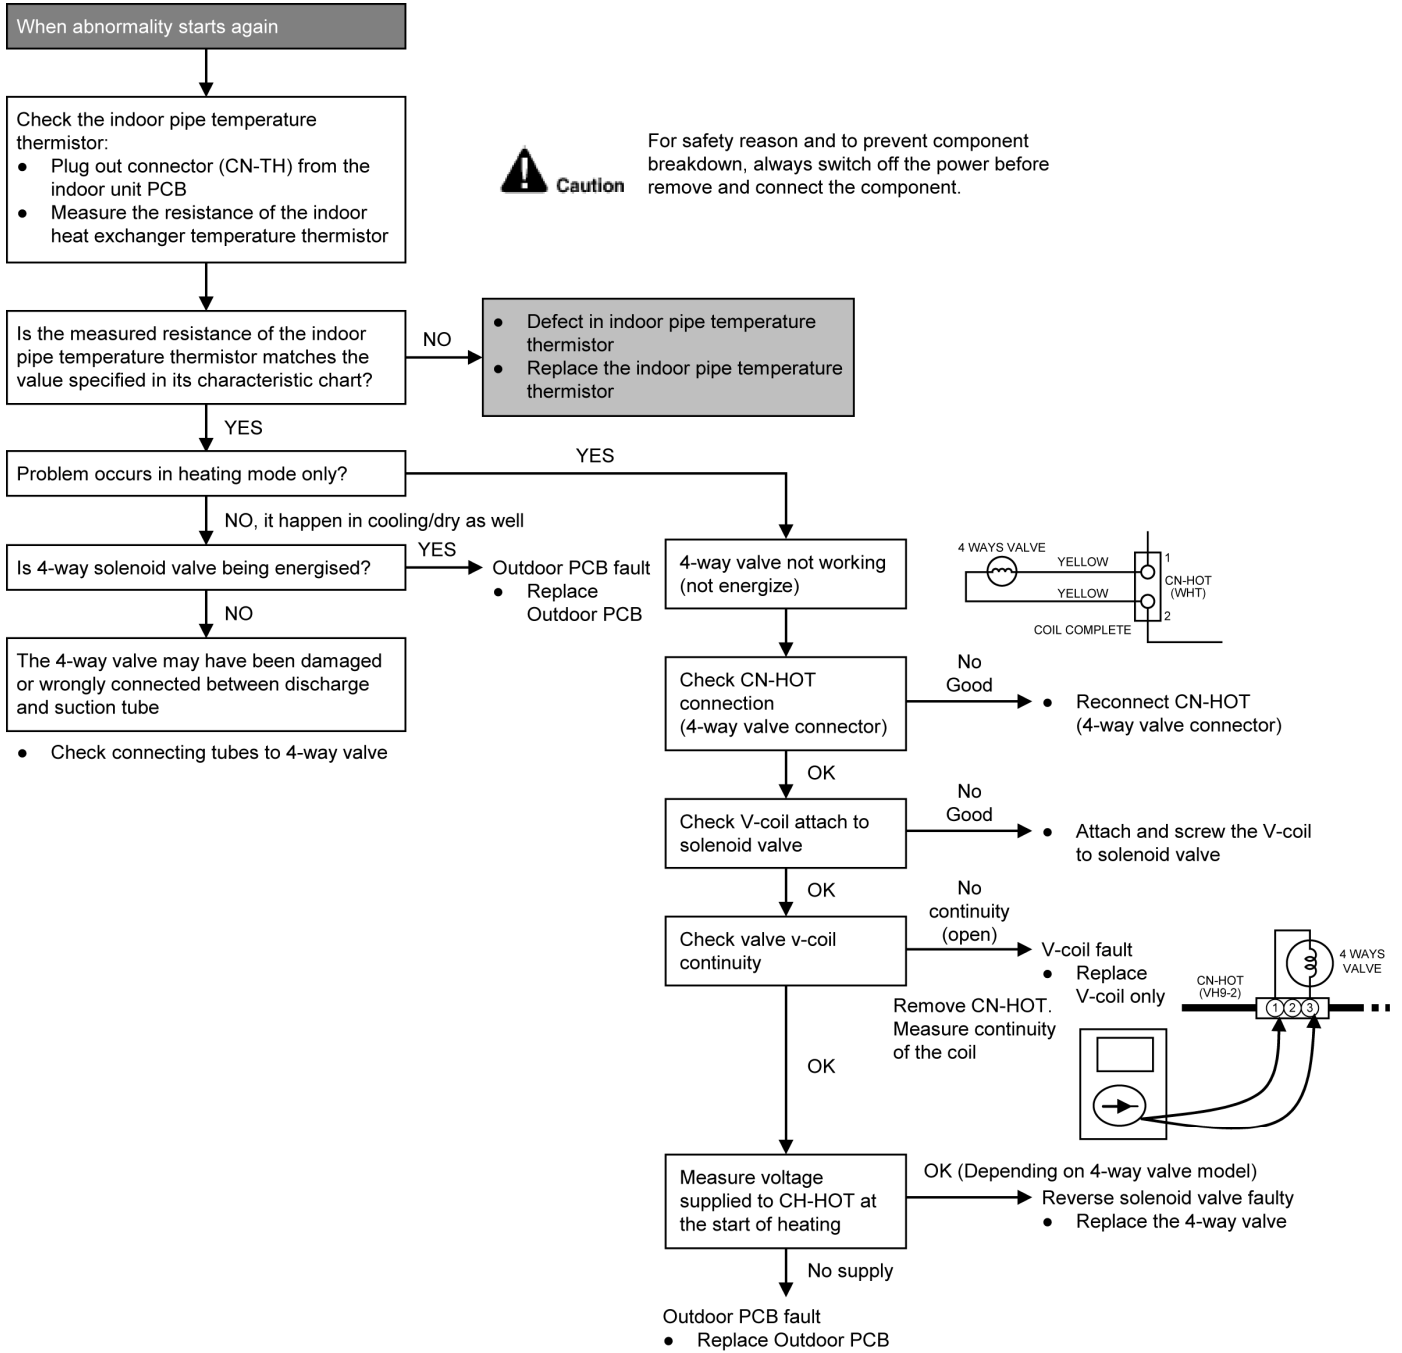 When abnormality starts again
Check the indoor pipe temperature
thermistor:
● Plug out connector (CN-TH) from the
indoor unit PCB
● Measure the resistance of the indoor
heat exchanger temperature thermistor
Caution
For safety reason and to prevent component
breakdown, always switch off the power before
remove and connect the component.
Is the measured resistance of the indoor
pipe temperature thermistor matches the
value specified in its characteristic chart?
NO
● Defect in indoor pipe temperature
thermistor
● Replace the indoor pipe temperature
thermistor
YES
Problem occurs in heating mode only?
YES
NO, it happen in cooling/dry as well
Is 4-way solenoid valve being energised?
YES
Outdoor PCB fault
● Replace
Outdoor PCB
NO
The 4-way valve may have been damaged
or wrongly connected between discharge
and suction tube
● Check connecting tubes to 4-way valve
4-way valve not working
(not energize)
4 WAYS VALVE
YELLOW
YELLOW
1
CN-HOT
(WHT)
2
COIL COMPLETE
Check CN-HOT
connection
(4-way valve connector)
No
Good
● Reconnect CN-HOT
(4-way valve connector)
OK
Check V-coil attach to
solenoid valve
No
Good
● Attach and screw the V-coil
to solenoid valve
OK
Check valve v-coil
continuity
No
continuity
(open)
V-coil fault
● Replace
V-coil only
Remove CN-HOT.
Measure continuity
of the coil
4 WAYS
VALVE
CN-HOT
(VH9-2)
1 2 3
OK
Measure voltage
supplied to CH-HOT at
the start of heating
OK (Depending on 4-way valve model)
Reverse solenoid valve faulty
● Replace the 4-way valve
No supply
Outdoor PCB fault
● Replace Outdoor PCB